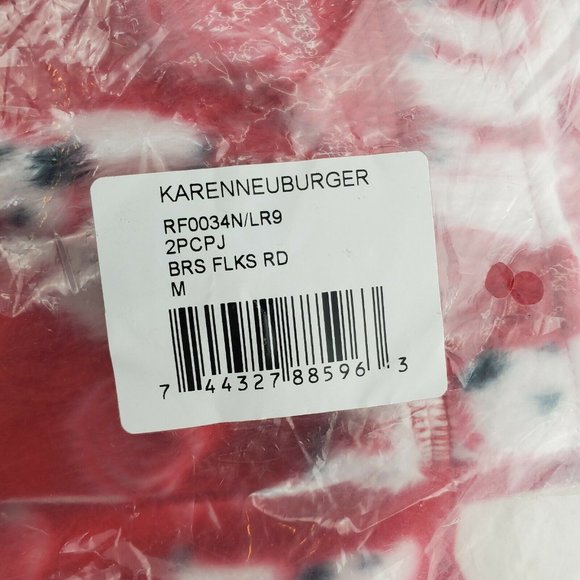 KARENNEUBURGER
RF0034N/LR9
2PCPJ
BRS FLKS RD
M
7 44327 88596 3